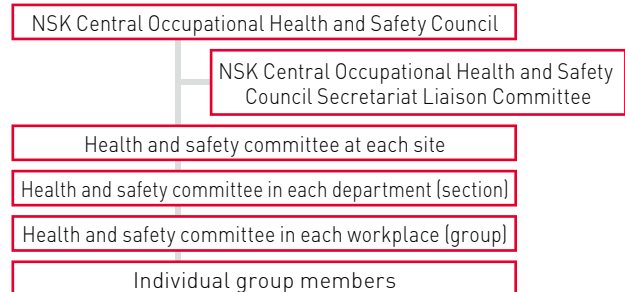 NSK Central Occupational Health and Safety Council
NSK Central Occupational Health and Safety
Council Secretariat Liaison Committee
Health and safety committee at each site
Health and safety committee in each department (section)
Health and safety committee in each workplace (group)
Individual group members